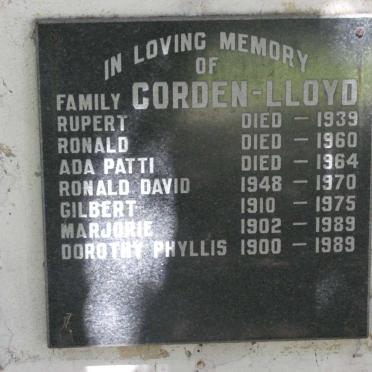 IN LOVING MEMORY
OF
FAMILY CORDEN-LLOYD
RUPERT DIED - 1939
RONALD DIED - 1960
ADA PATTI DIED - 1964
RONALD DAVID 1948 - 1970
GILBERT 1910 - 1975
MARJORIE 1902 - 1989
DOROTHY PHYLLIS 1900 - 1989